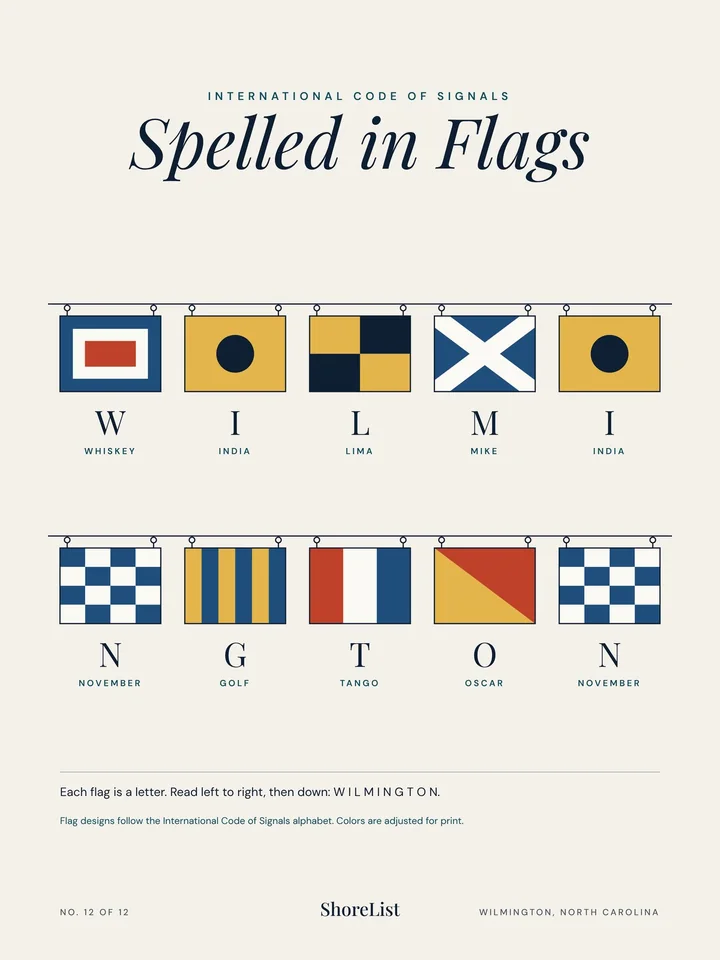 INTERNATIONAL CODE OF SIGNALS
Spelled in Flags
W I L M I
WHISKEY INDIA LIMA MIKE INDIA
N G T O N
NOVEMBER GOLF TANGO OSCAR NOVEMBER
Each flag is a letter. Read left to right, then down: W I L M I N G T O N.
Flag designs follow the International Code of Signals alphabet. Colors are adjusted for print.
NO. 12 OF 12 ShoreList WILMINGTON, NORTH CAROLINA